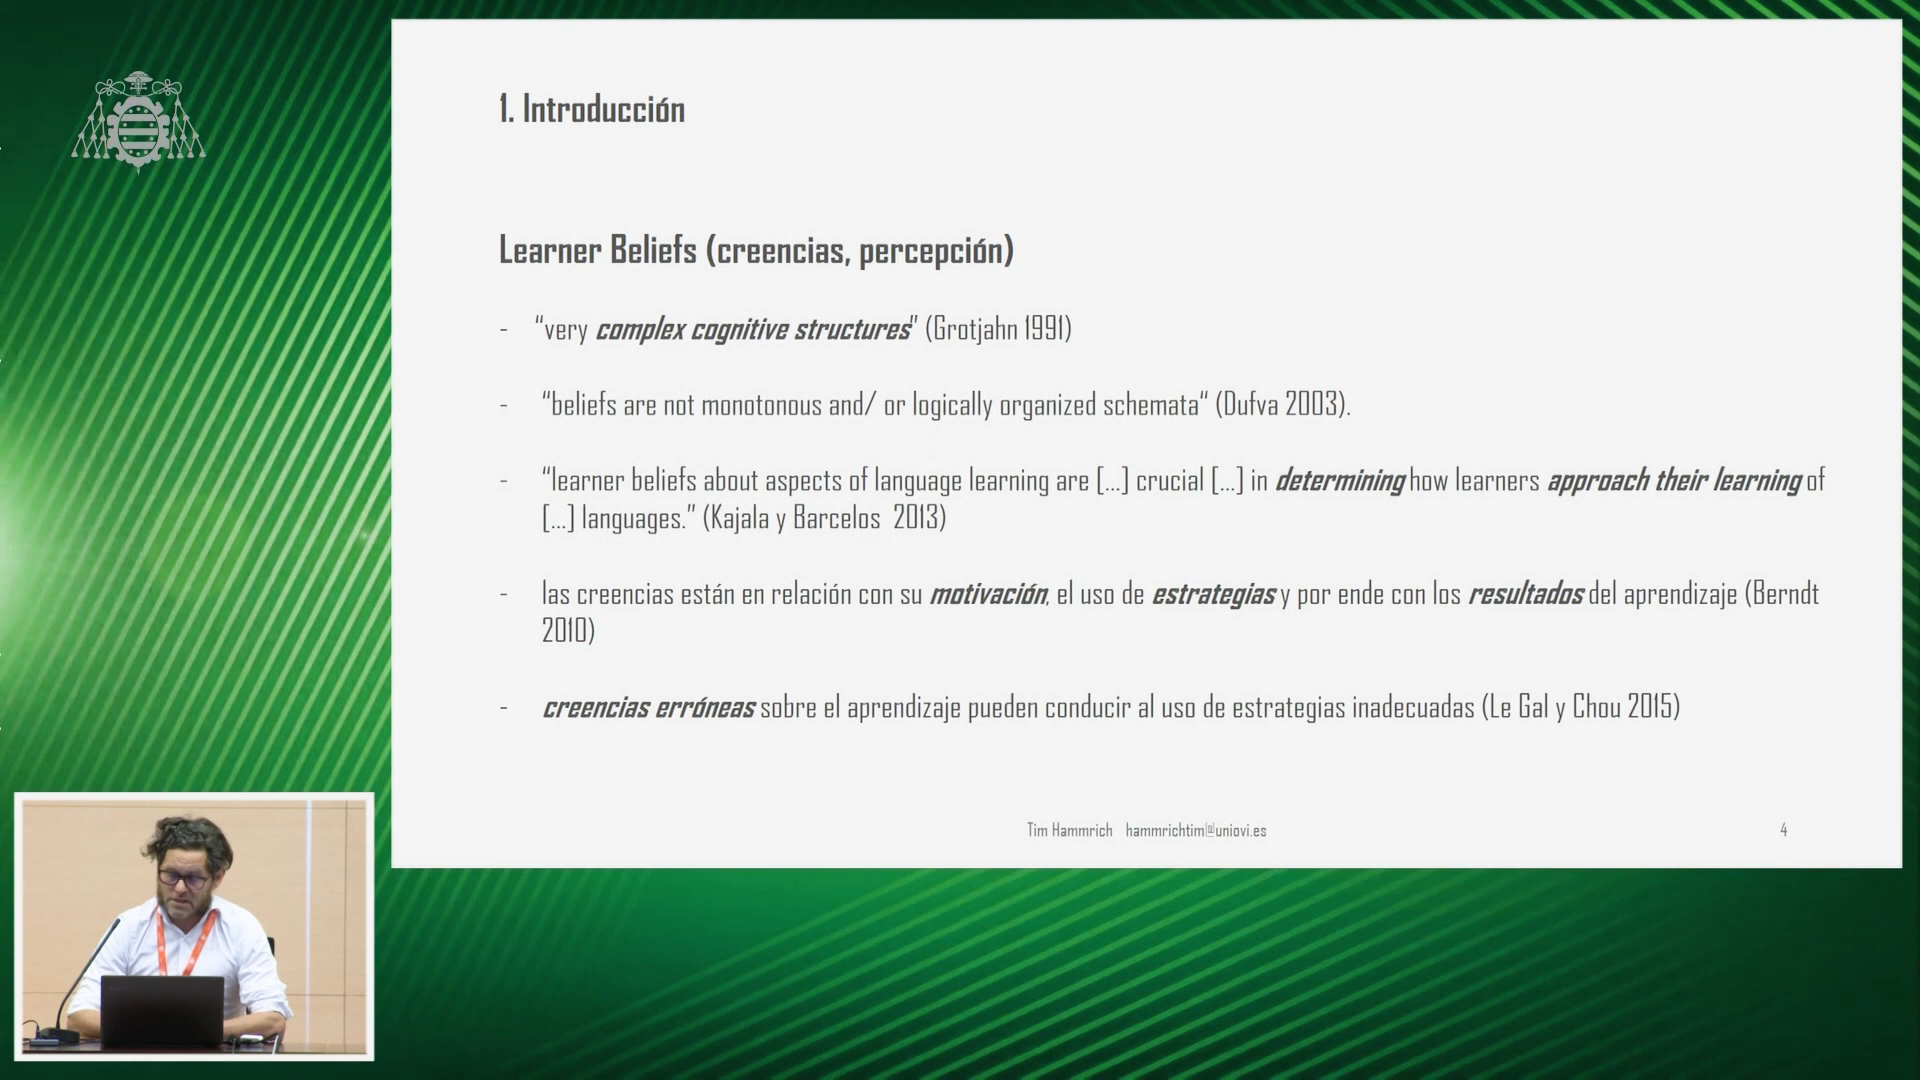 1. Introducción
Learner Beliefs (creencias, percepción)
- “very complex cognitive structures” (Grotjahn 1991)
- “beliefs are not monotonous and/ or logically organized schemata“ (Dufva 2003).
- “learner beliefs about aspects of language learning are [...] crucial [...] in determining how learners approach their learning of
[...] languages.” (Kajala y Barcelos 2013)
- las creencias están en relación con su motivación, el uso de estrategias y por ende con los resultados del aprendizaje (Berndt
2010)
- creencias erróneas sobre el aprendizaje pueden conducir al uso de estrategias inadecuadas (Le Gal y Chou 2015)
Tim Hammrich hammrichtim@uniovi.es
4